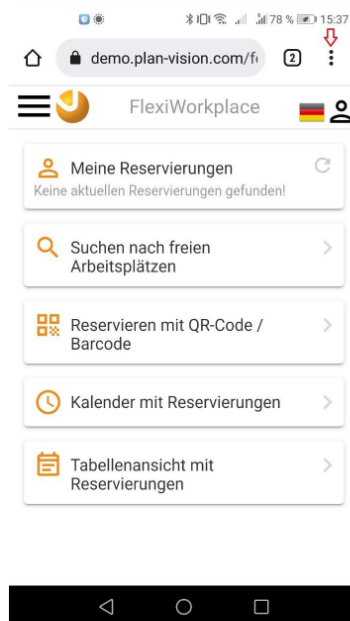 78 % 15:37
demo.plan-vision.com/f
2
FlexiWorkplace
Meine Reservierungen
Keine aktuellen Reservierungen gefunden!
Suchen nach freien
Arbeitsplätzen
Reservieren mit QR-Code /
Barcode
Kalender mit Reservierungen
Tabellenansicht mit
Reservierungen